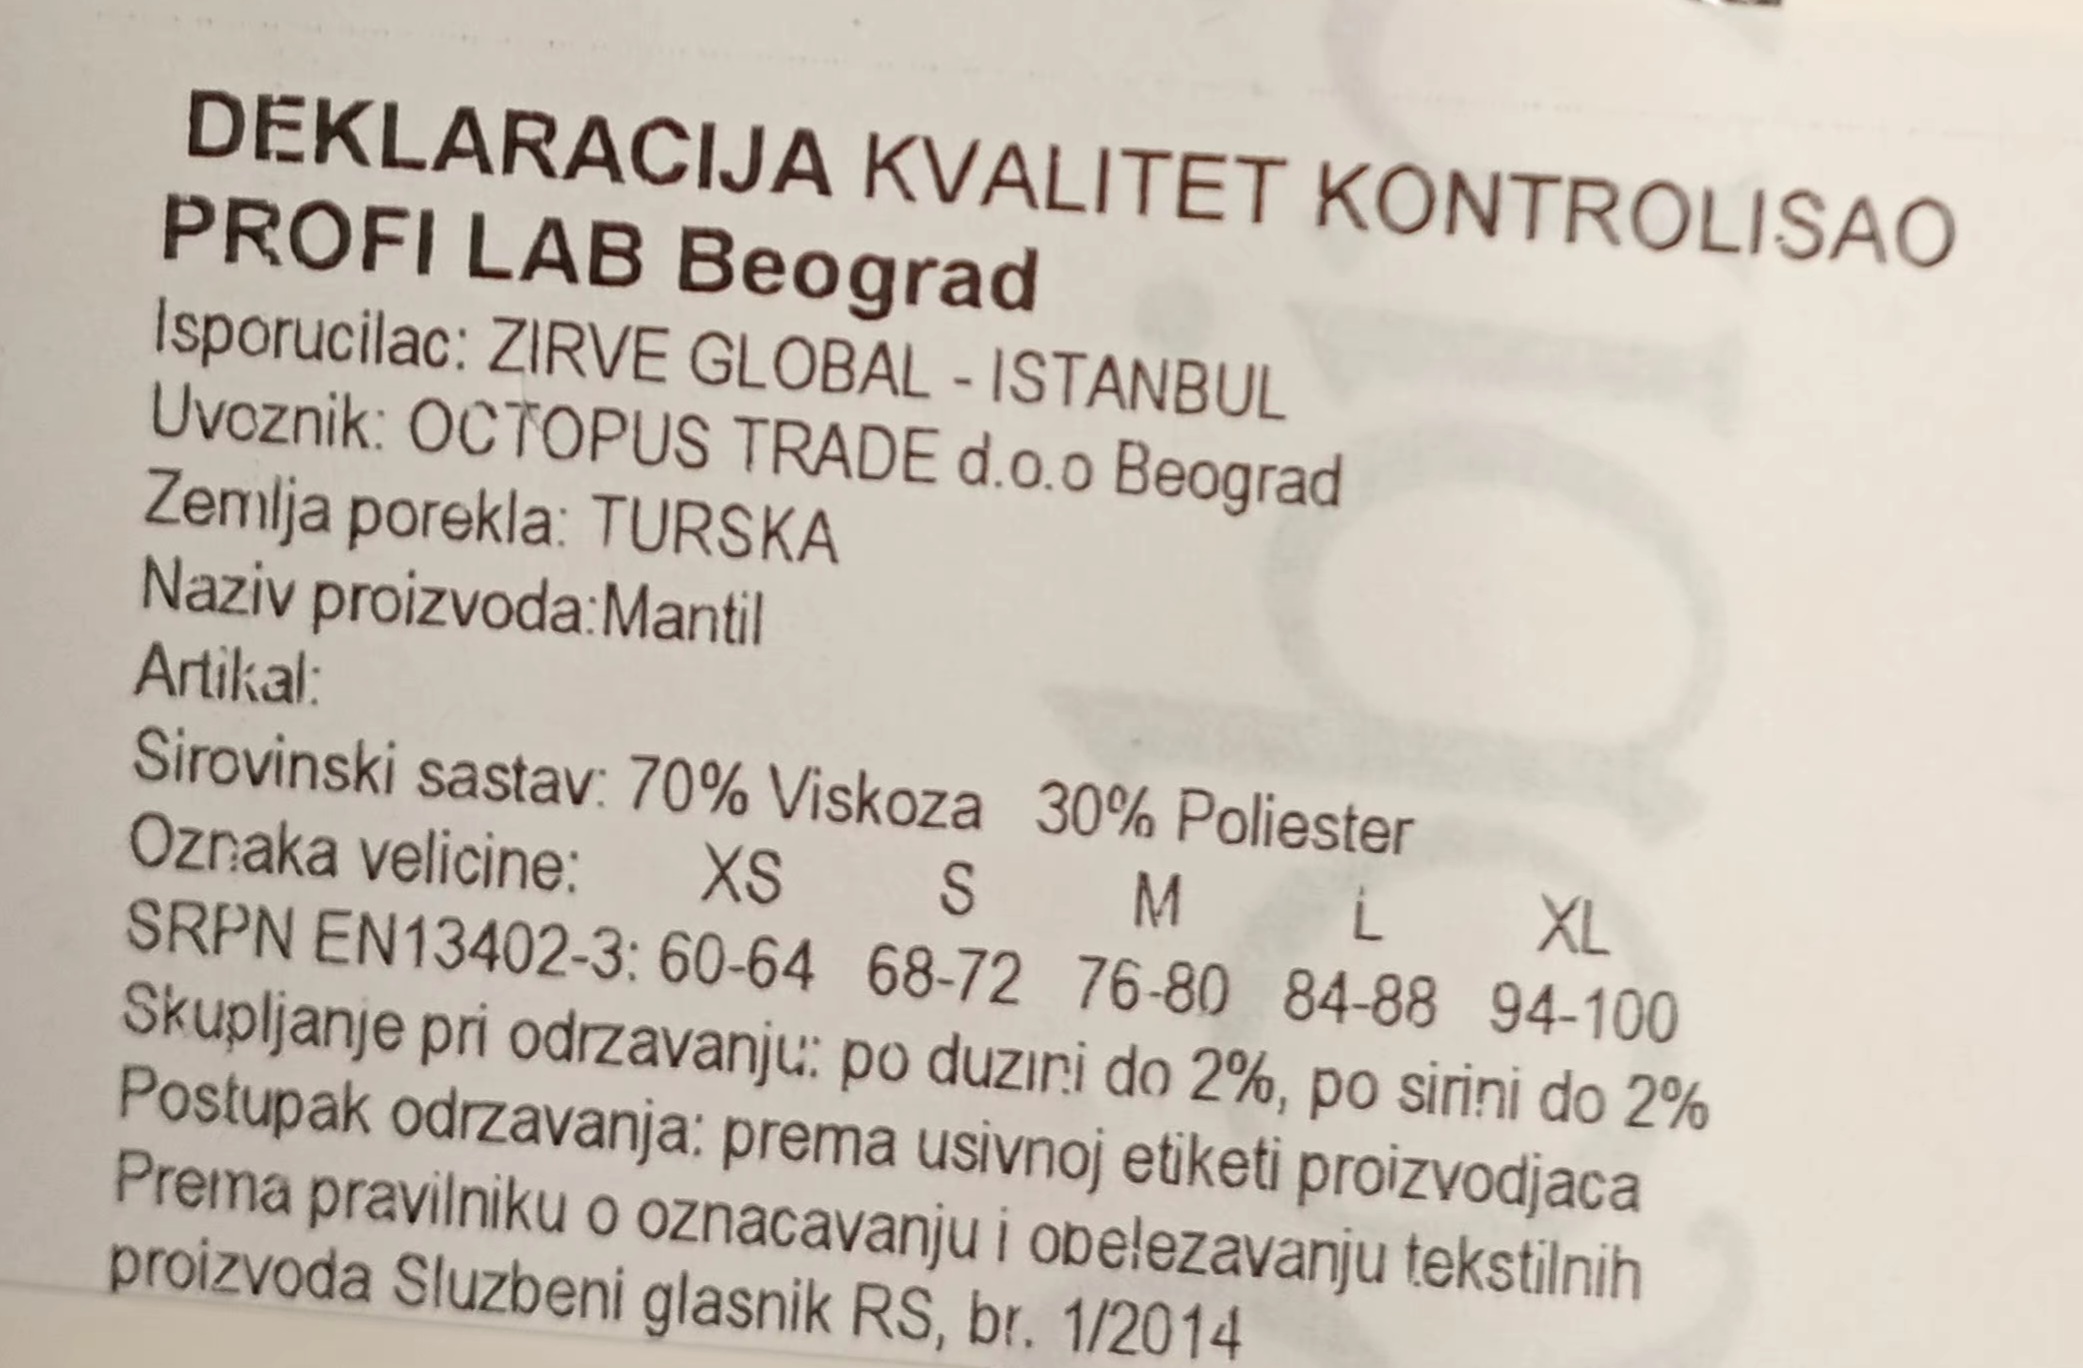 DEKLARACIJA KVALITET KONTROLISAO
PROFI LAB Beograd
Isporucilac: ZIRVE GLOBAL - ISTANBUL
Uvoznik: OCTOPUS TRADE d.o.o Beograd
Zemlja porekla: TURSKA
Naziv proizvoda:Mantil
Artikal:
Sirovinski sastav: 70% Viskoza 30% Poliester
Oznaka velicine: XS S M L XL
SRPN EN13402-3: 60-64 68-72 76-80 84-88 94-100
Skupljanje pri odrzavanju: po duzini do 2%, po sirini do 2%
Postupak odrzavanja: prema usivnoj etiketi proizvodjaca
Prema pravilniku o oznacavanju i obelezavanju tekstilnih
proizvoda Sluzbeni glasnik RS, br. 1/2014